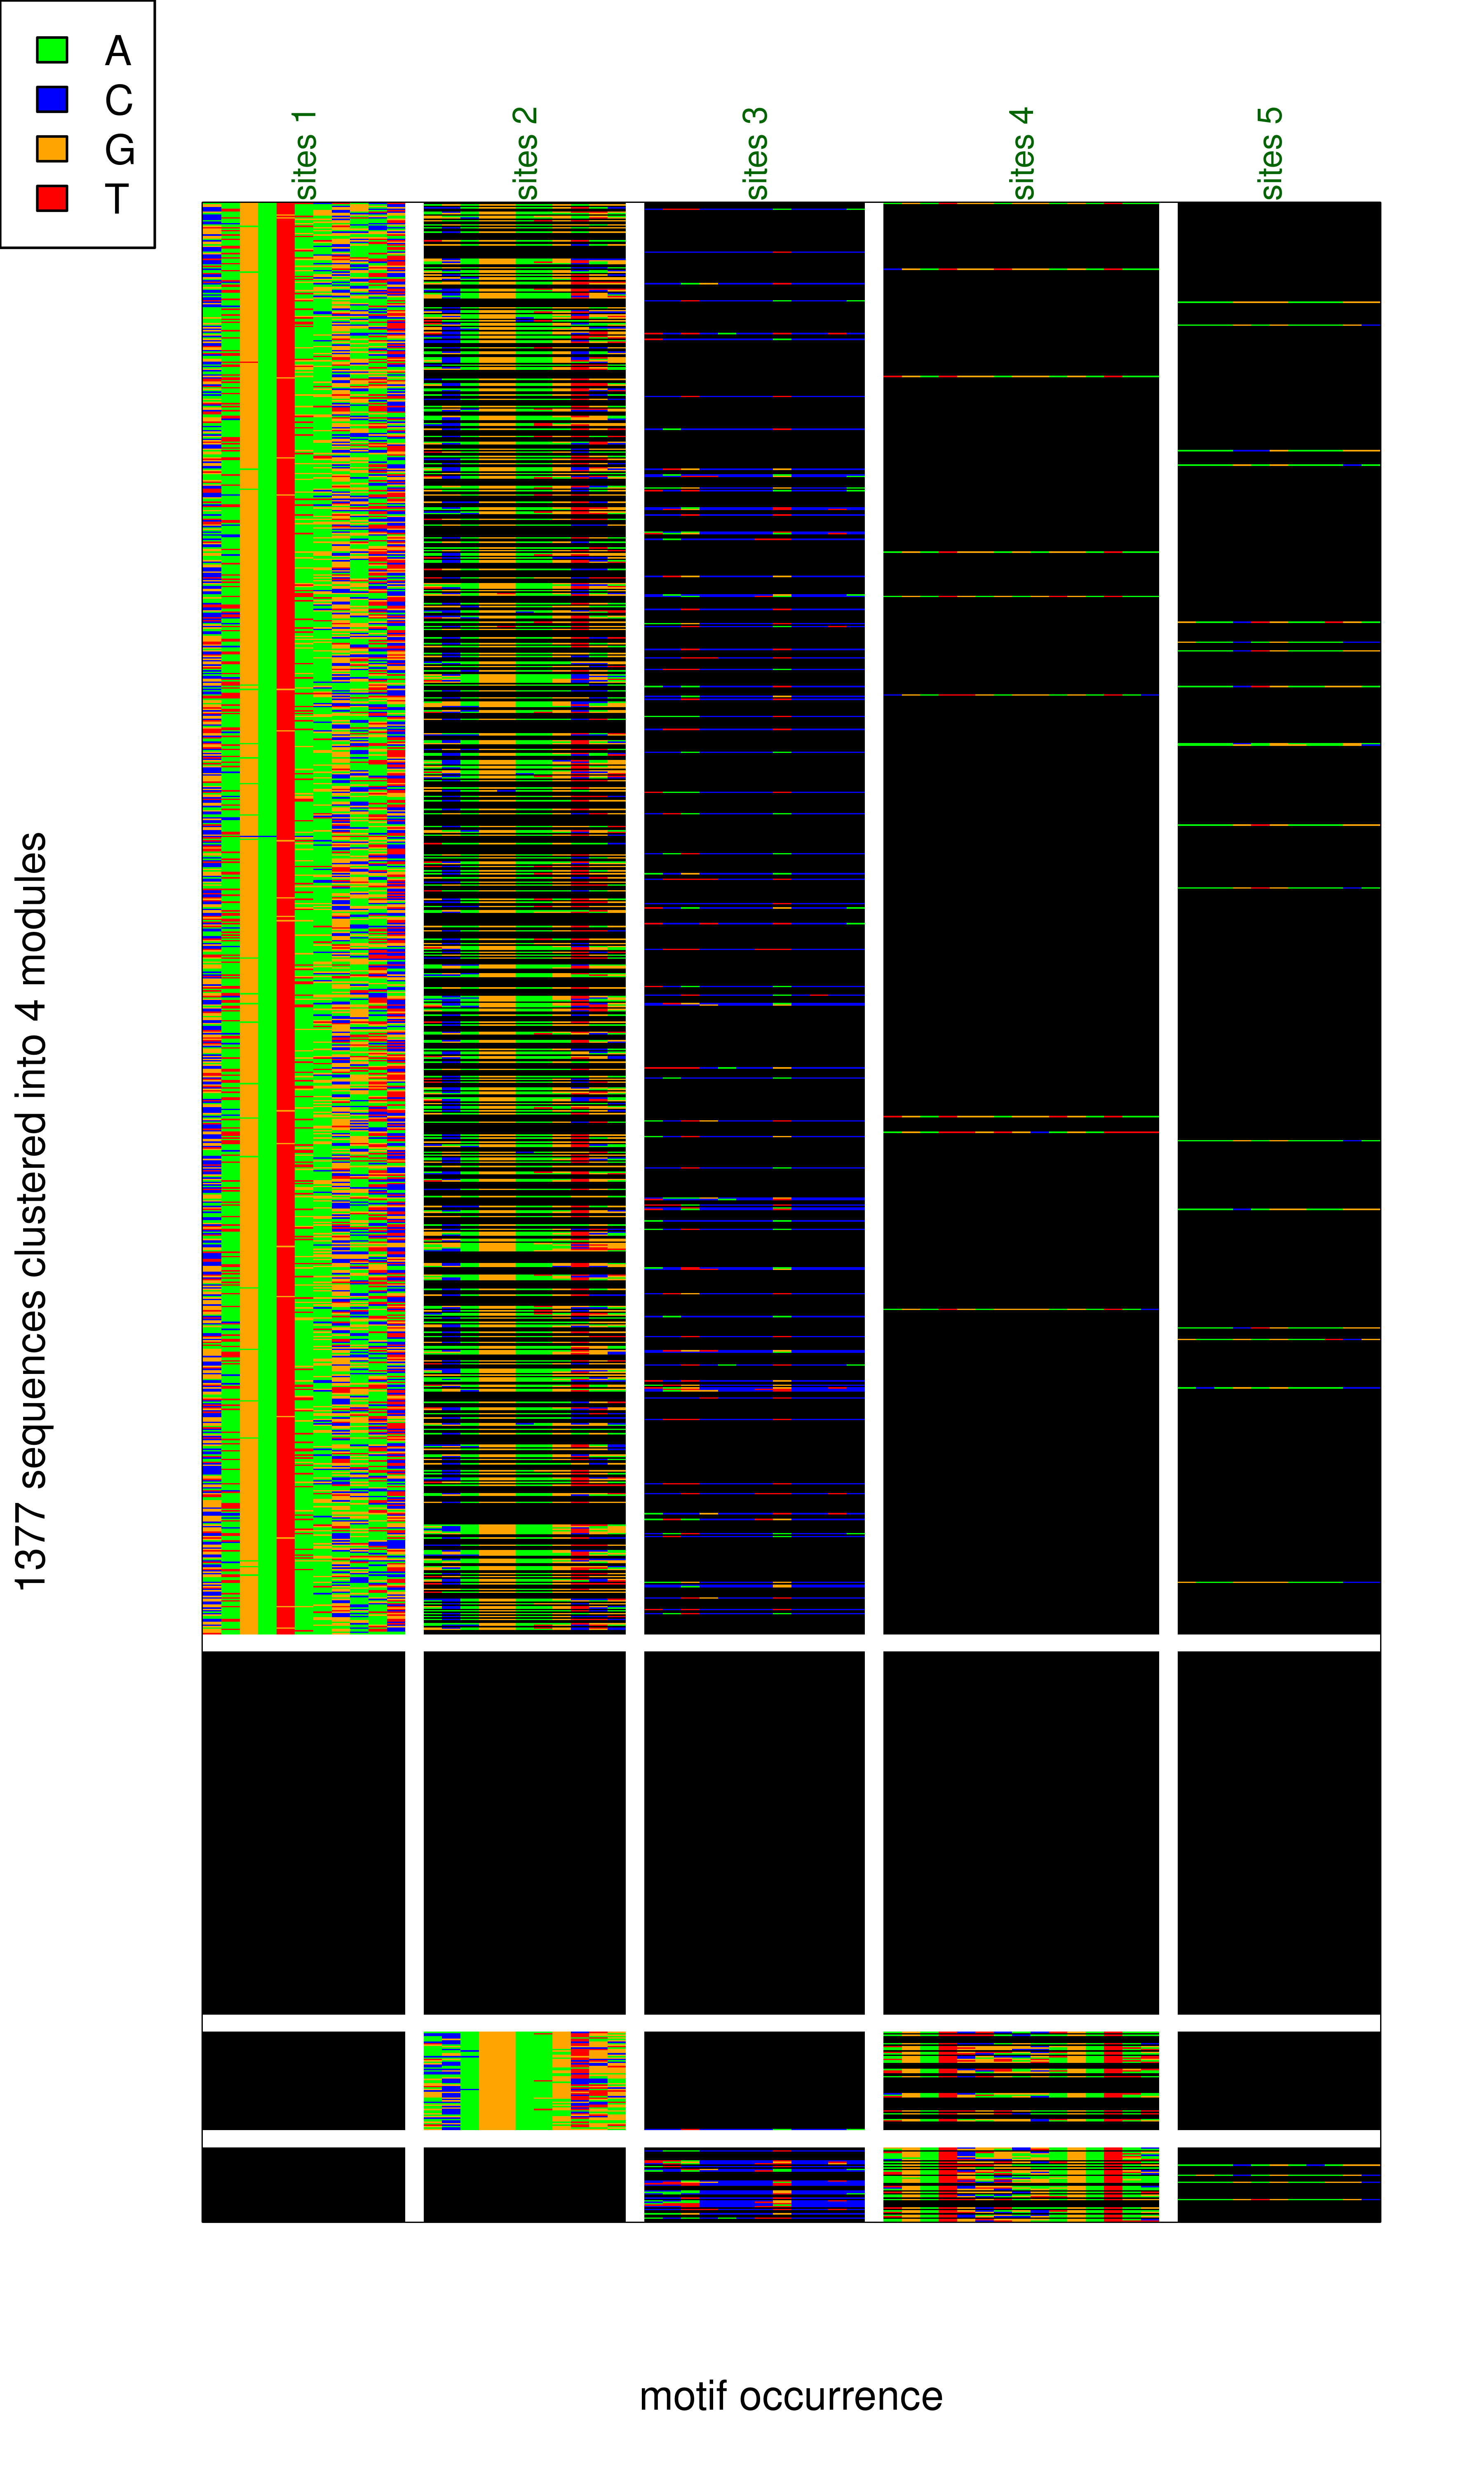 A
C
G
T
sites 1
sites 2
sites 3
sites 4
sites 5
1377 sequences clustered into 4 modules
motif occurrence